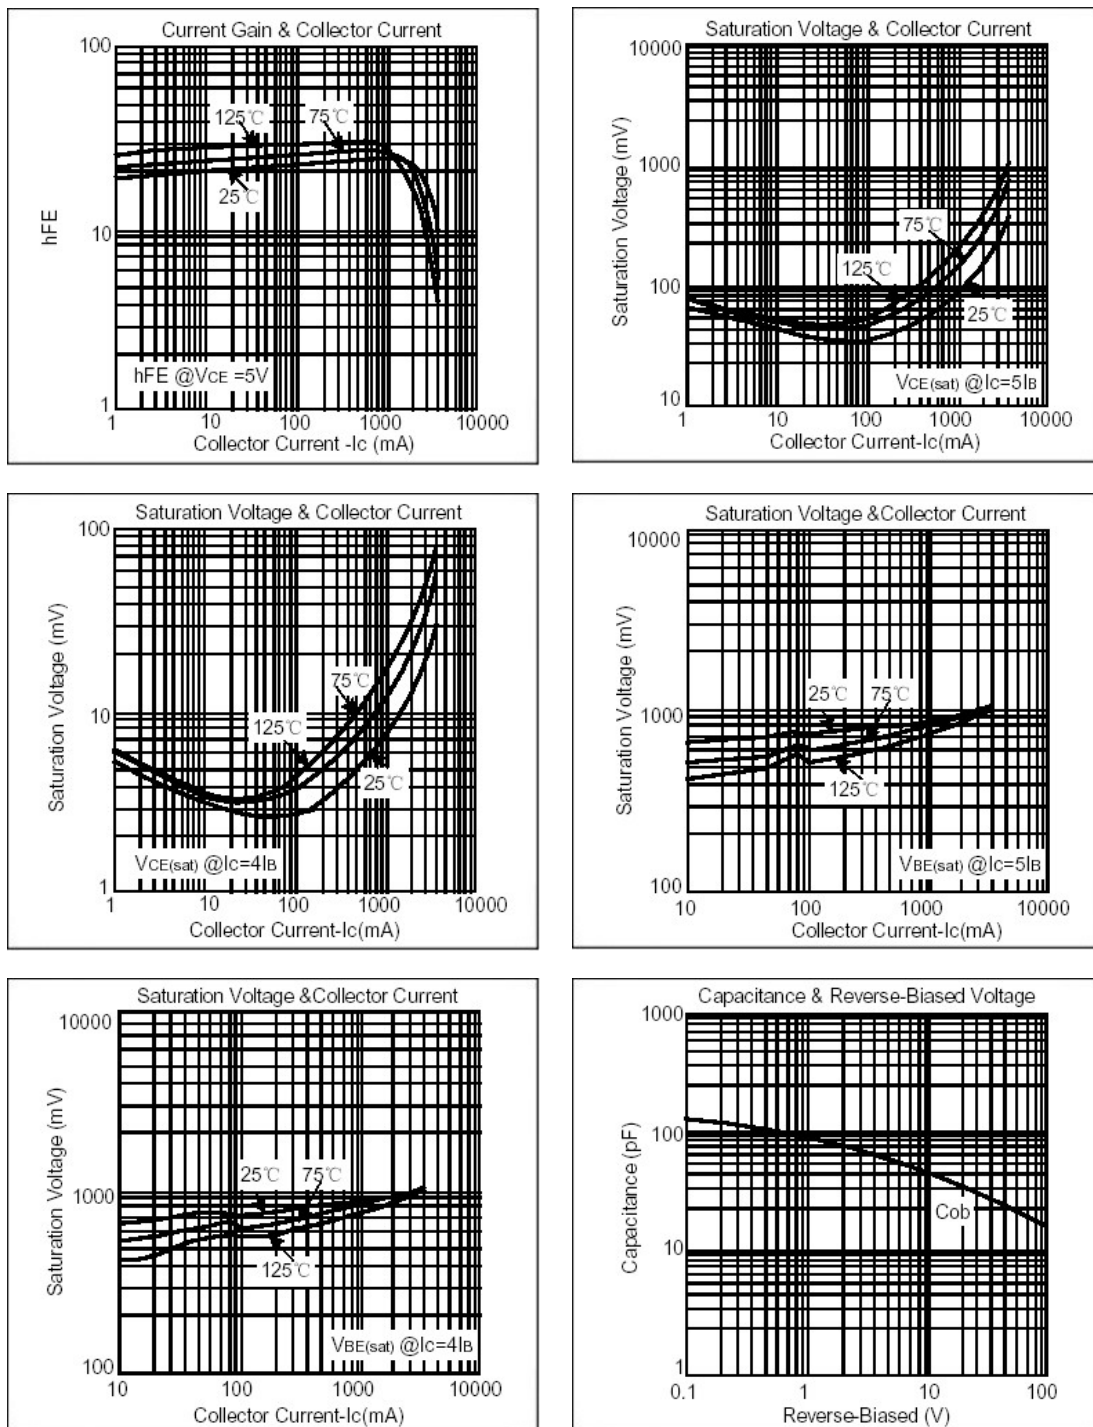 Current Gain & Collector Current
100
125℃
75℃
25℃
hFE
10
hFE @VCE =5V
1
1 10 100 1000 10000
Collector Current -Ic (mA)
Saturation Voltage & Collector Current
10000
Saturation Voltage (mV)
1000
75℃
125℃
100
25℃
VCE(sat) @Ic=5IB
10
1 10 100 1000 10000
Collector Current-Ic(mA)
Saturation Voltage & Collector Current
100
Saturation Voltage (mV)
75℃
10
125℃
25℃
VCE(sat) @Ic=4IB
1
1 10 100 1000 10000
Collector Current-Ic(mA)
Saturation Voltage &Collector Current
10000
Saturation Voltage (mV)
1000
25℃
75℃
125℃
VBE(sat) @Ic=5IB
100
10 100 1000 10000
Collector Current-Ic(mA)
Saturation Voltage &Collector Current
10000
Saturation Voltage (mV)
1000
25℃
75℃
125℃
VBE(sat) @Ic=4IB
100
10 100 1000 10000
Collector Current-Ic(mA)
Capacitance & Reverse-Biased Voltage
1000
Capacitance (pF)
100
Cob
10
1
0.1 1 10 100
Reverse-Biased (V)